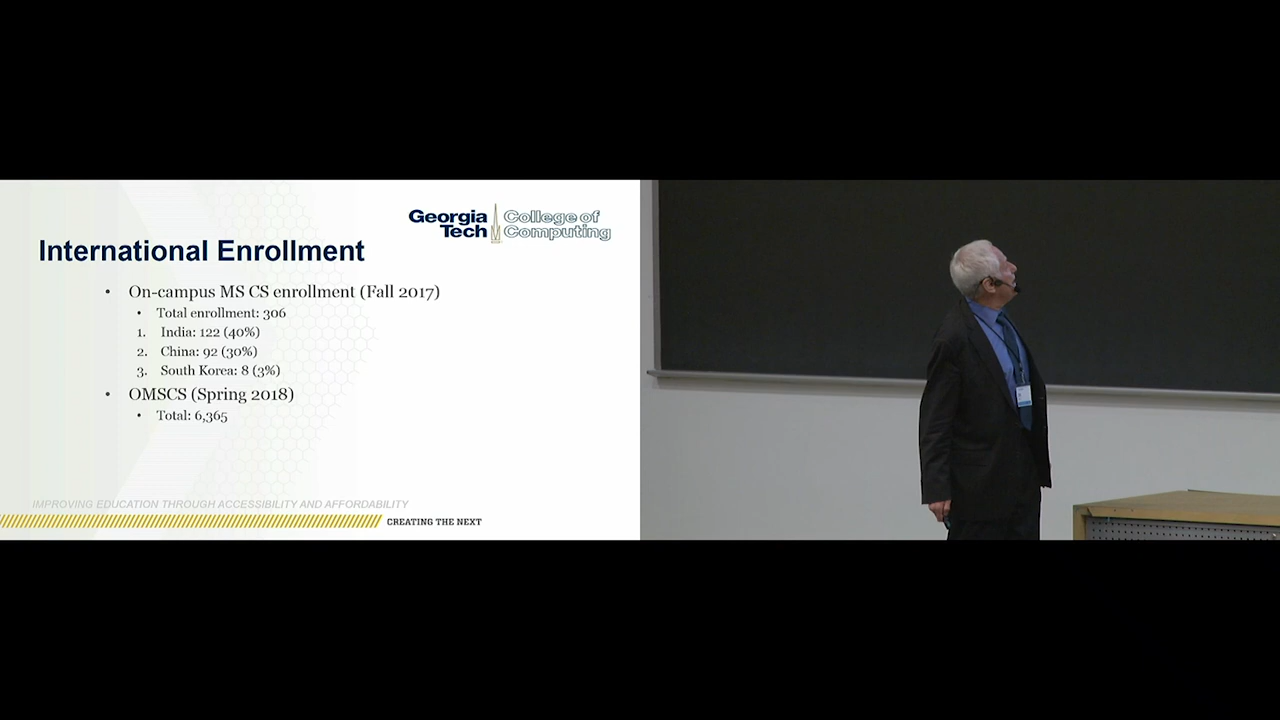 Georgia Tech
College of Computing
International Enrollment
• On-campus MS CS enrollment (Fall 2017)
• Total enrollment: 306
1. India: 122 (40%)
2. China: 92 (30%)
3. South Korea: 8 (3%)
• OMSCS (Spring 2018)
• Total: 6,365
IMPROVING EDUCATION THROUGH ACCESSIBILITY AND AFFORDABILITY
CREATING THE NEXT